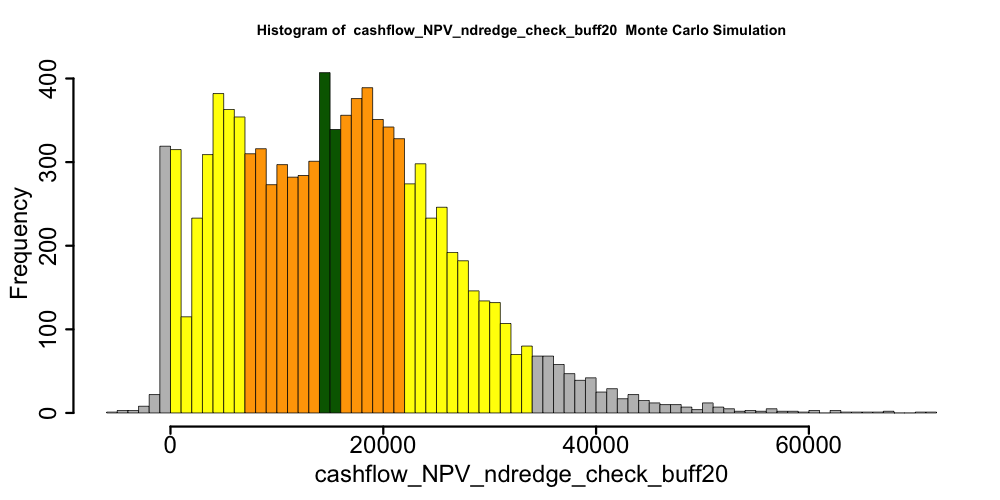 Histogram of  cashflow_NPV_ndredge_check_buff20  Monte Carlo Simulation
Frequency
400
300
200
100
0
0 20000 40000 60000
cashflow_NPV_ndredge_check_buff20